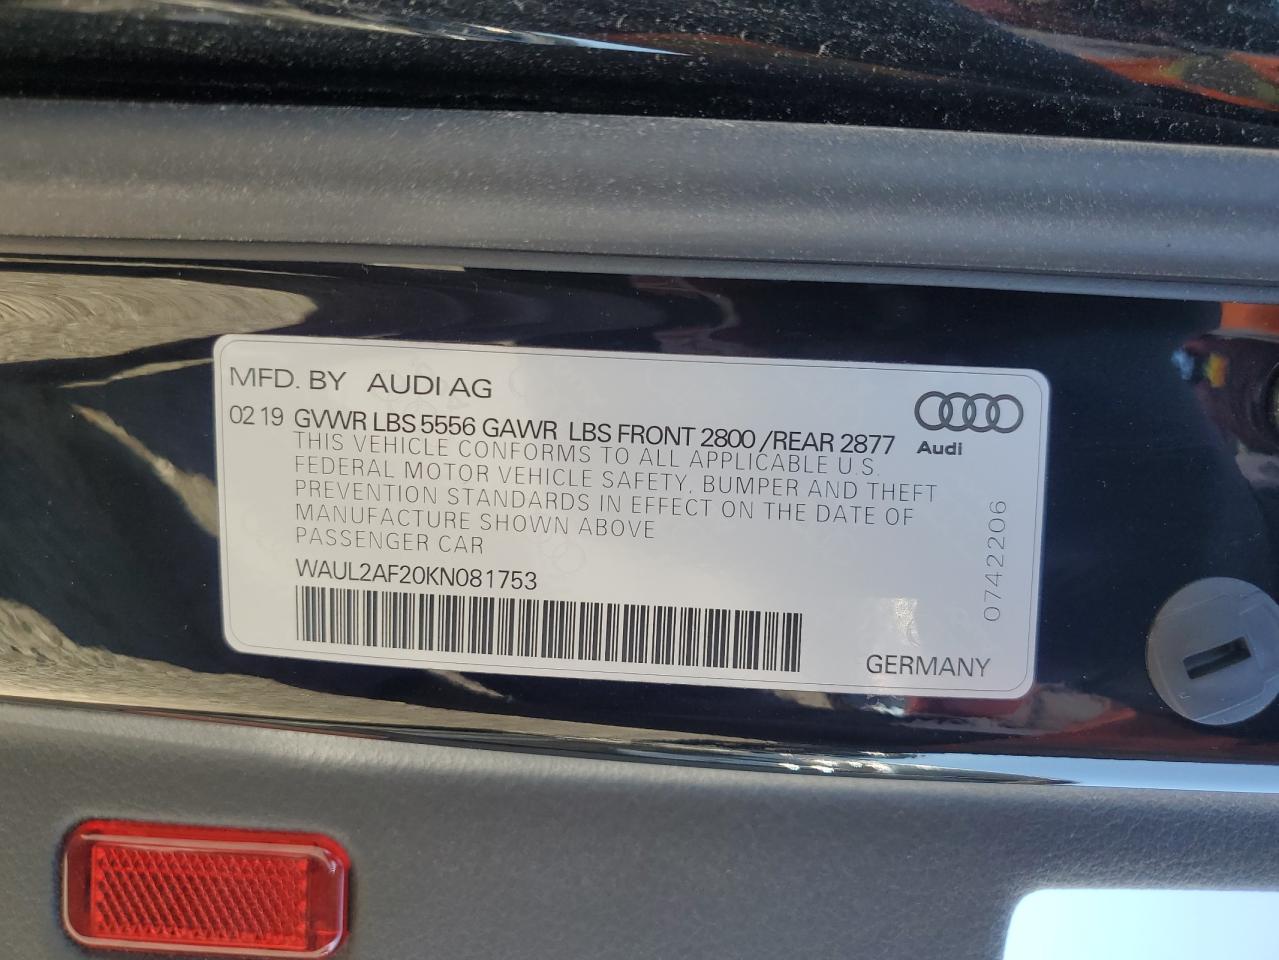 MFD. BY AUDI AG
02 19 GVWR LBS 5556 GAWR LBS FRONT 2800 /REAR 2877
THIS VEHICLE CONFORMS TO ALL APPLICABLE U.S.
FEDERAL MOTOR VEHICLE SAFETY, BUMPER AND THEFT
PREVENTION STANDARDS IN EFFECT ON THE DATE OF
MANUFACTURE SHOWN ABOVE
PASSENGER CAR
WAUL2AF20KN081753
Audi
0742206
GERMANY